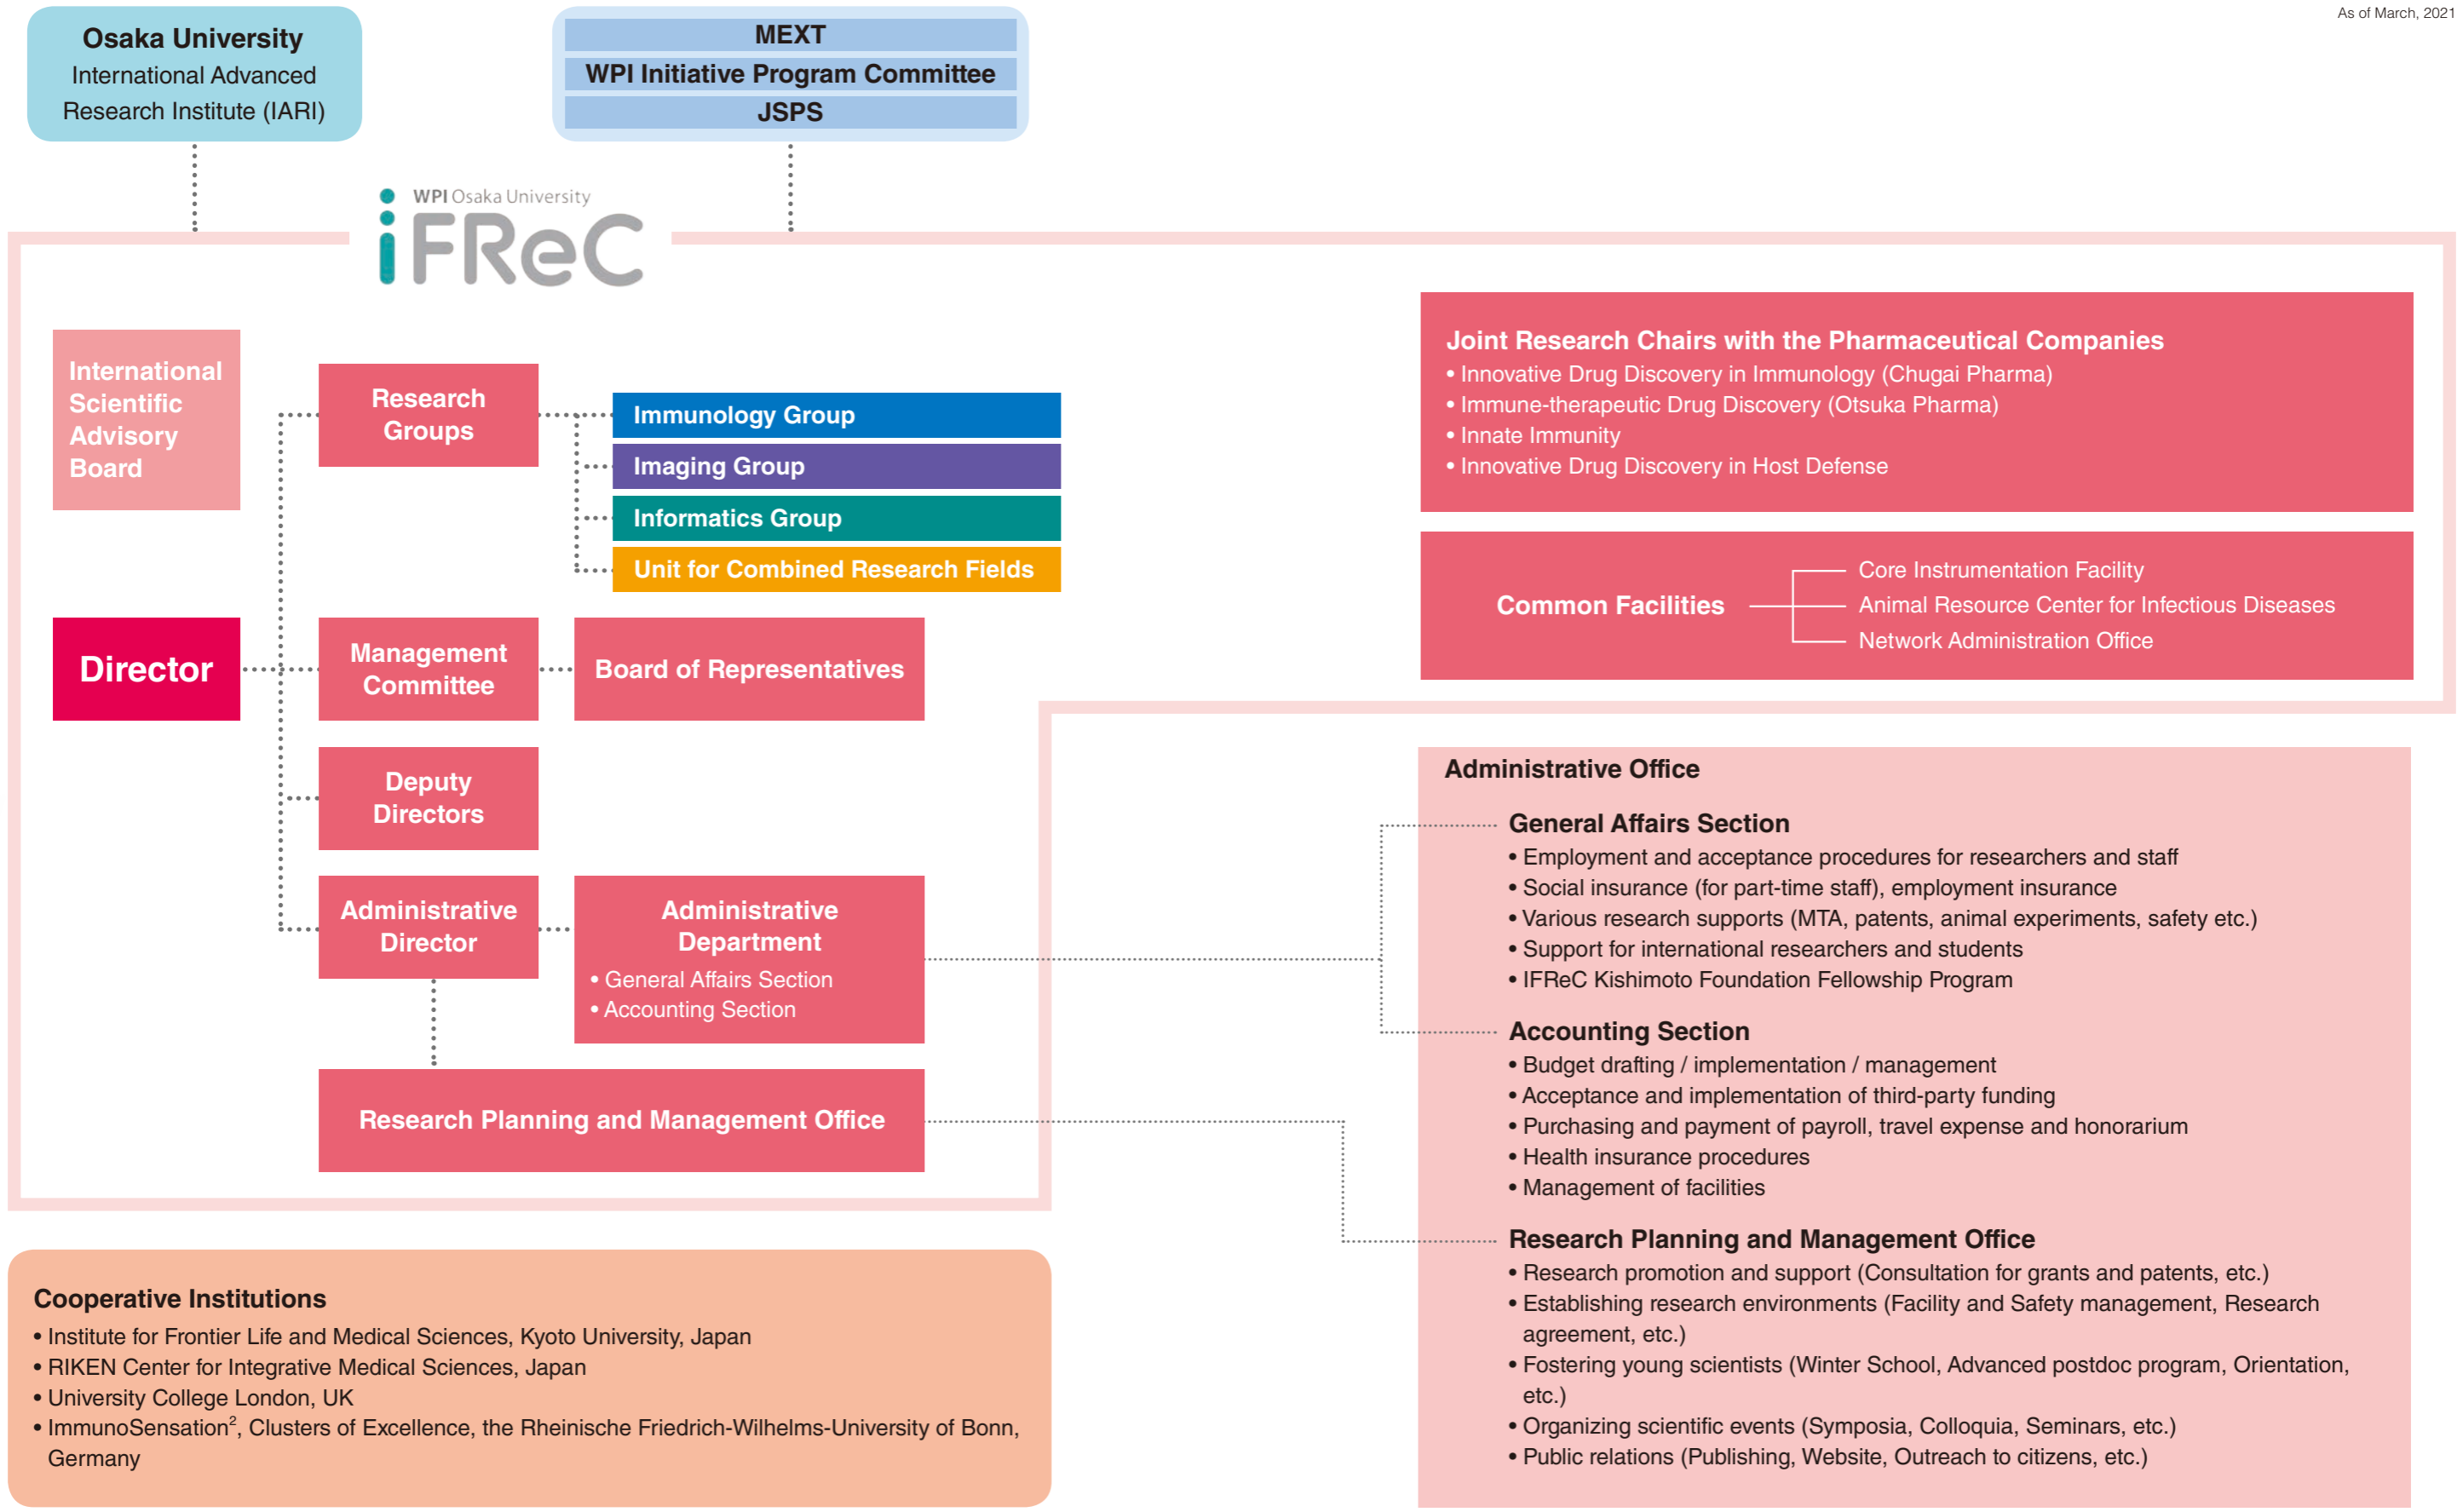 As of March, 2021
Osaka University
International Advanced
Research Institute (IARI)
MEXT
WPI Initiative Program Committee
JSPS
WPI Osaka University
iFReC
International
Scientific
Advisory
Board
Research
Groups
Immunology Group
Imaging Group
Informatics Group
Unit for Combined Research Fields
Director
Management
Committee
Board of Representatives
Deputy
Directors
Administrative
Director
Administrative
Department
• General Affairs Section
• Accounting Section
Research Planning and Management Office
Joint Research Chairs with the Pharmaceutical Companies
• Innovative Drug Discovery in Immunology (Chugai Pharma)
• Immune-therapeutic Drug Discovery (Otsuka Pharma)
• Innate Immunity
• Innovative Drug Discovery in Host Defense
Common Facilities
Core Instrumentation Facility
Animal Resource Center for Infectious Diseases
Network Administration Office
Administrative Office
General Affairs Section
• Employment and acceptance procedures for researchers and staff
• Social insurance (for part-time staff), employment insurance
• Various research supports (MTA, patents, animal experiments, safety etc.)
• Support for international researchers and students
• IFReC Kishimoto Foundation Fellowship Program
Accounting Section
• Budget drafting / implementation / management
• Acceptance and implementation of third-party funding
• Purchasing and payment of payroll, travel expense and honorarium
• Health insurance procedures
• Management of facilities
Research Planning and Management Office
• Research promotion and support (Consultation for grants and patents, etc.)
• Establishing research environments (Facility and Safety management, Research
agreement, etc.)
• Fostering young scientists (Winter School, Advanced postdoc program, Orientation,
etc.)
• Organizing scientific events (Symposia, Colloquia, Seminars, etc.)
• Public relations (Publishing, Website, Outreach to citizens, etc.)
Cooperative Institutions
• Institute for Frontier Life and Medical Sciences, Kyoto University, Japan
• RIKEN Center for Integrative Medical Sciences, Japan
• University College London, UK
• ImmunoSensation², Clusters of Excellence, the Rheinische Friedrich-Wilhelms-University of Bonn,
Germany